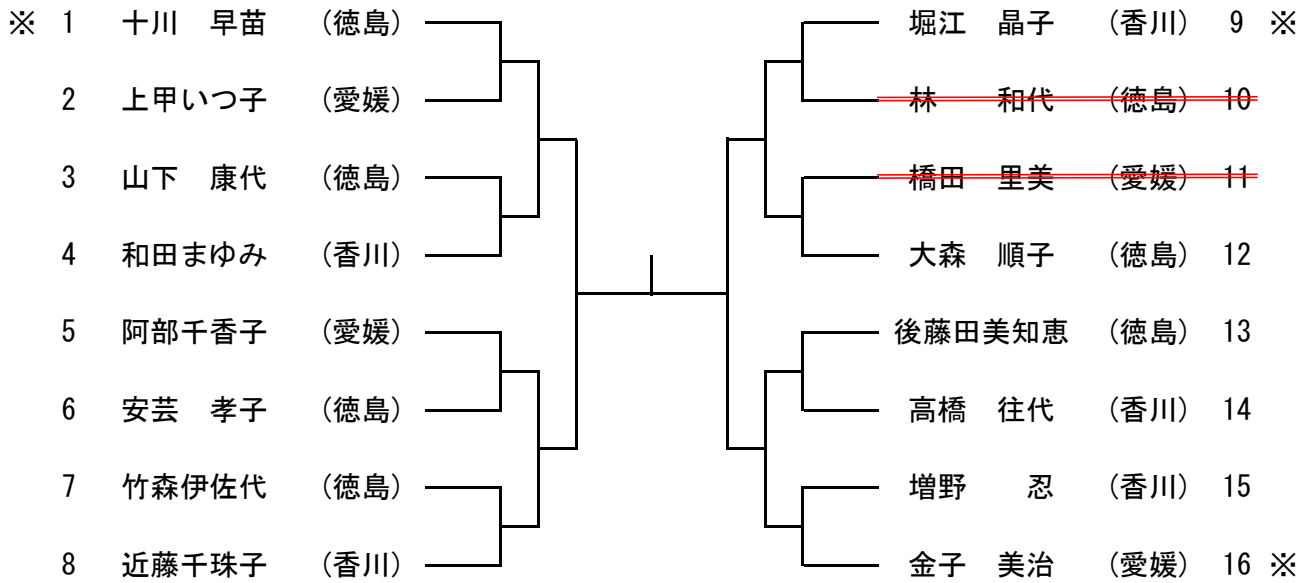 ※ 1 十川 早苗 (徳島)
2 上甲いつ子 (愛媛)
3 山下 康代 (徳島)
4 和田まゆみ (香川)
5 阿部千香子 (愛媛)
6 安芸 孝子 (徳島)
7 竹森伊佐代 (徳島)
8 近藤千珠子 (香川)
堀江 晶子 (香川) 9 ※
林 和代 (徳島) 10
橋田 里美 (愛媛) 11
大森 順子 (徳島) 12
後藤田美知恵 (徳島) 13
高橋 往代 (香川) 14
増野 忍 (香川) 15
金子 美治 (愛媛) 16 ※